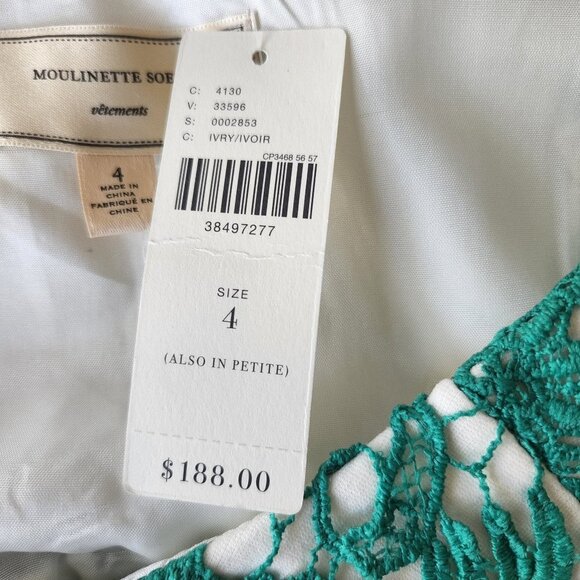 MOULINETTE
vêtements
4
MADE IN
CHINA
FABRIQUÉ EN
CHINE
C: 4130
V: 33596
S: 0002853
C: IVRY/IVOIR
CP3468 56 57
38497277
SIZE
4
(ALSO IN PETITE)
$188.00